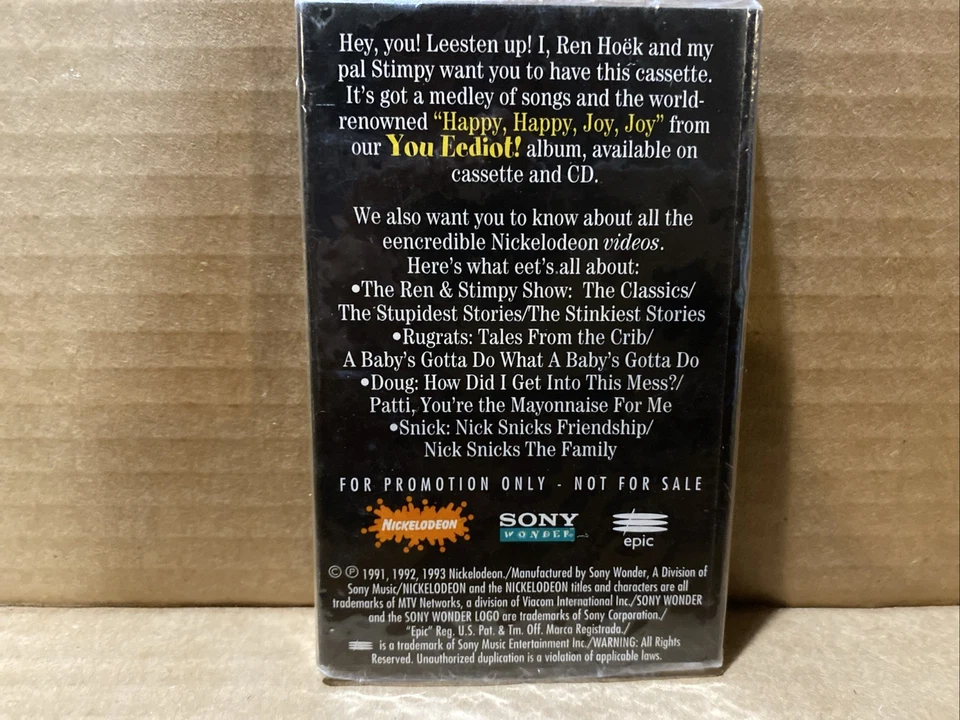 Hey, you! Leesten up! I, Ren Hoëk and my
pal Stimpy want you to have this cassette.
It's got a medley of songs and the world-
renowned "Happy, Happy, Joy, Joy" from
our You Eediot! album, available on
cassette and CD.
We also want you to know about all the
eencredible Nickelodeon videos.
Here's what eet's all about:
•The Ren & Stimpy Show: The Classics/
The Stupidest Stories/The Stinkiest Stories
•Rugrats: Tales From the Crib/
A Baby's Gotta Do What A Baby's Gotta Do
•Doug: How Did I Get Into This Mess?/
Patti, You're the Mayonnaise For Me
•Snick: Nick Snicks Friendship/
Nick Snicks The Family
FOR PROMOTION ONLY - NOT FOR SALE
NICKELODEON SONY epic
WONDER
© ℗ 1991, 1992, 1993 Nickelodeon./Manufactured by Sony Wonder, A Division of
Sony Music/NICKELODEON and the NICKELODEON titles and characters are all
trademarks of MTV Networks, a division of Viacom International Inc./SONY WONDER
and the SONY WONDER LOGO are trademarks of Sony Corporation./
"Epic" Reg. U.S. Pat. & Tm. Off. Marca Registrada./
is a trademark of Sony Music Entertainment Inc./WARNING: All Rights
Reserved. Unauthorized duplication is a violation of applicable laws.